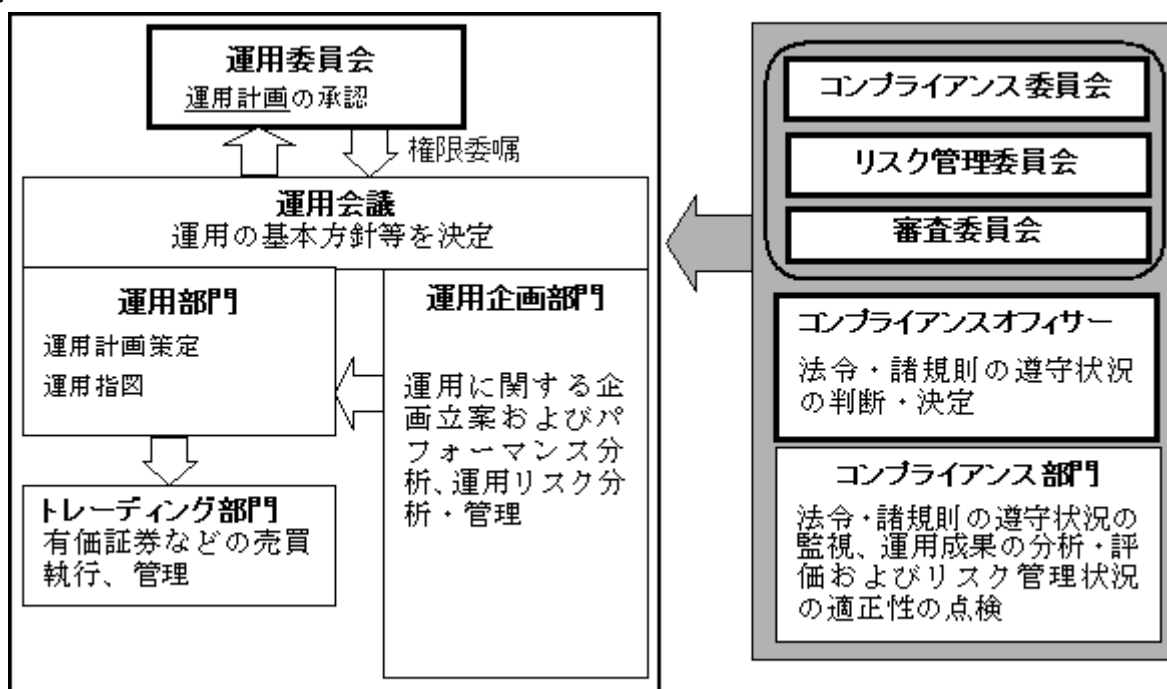 運用委員会
運用計画の承認
権限委嘱
運用会議
運用の基本方針等を決定
運用部門
運用計画策定
運用指図
運用企画部門
運用に関する企
画立案およびパ
フォーマンス分
析、運用リスク分
析・管理
トレーディング部門
有価証券などの売買
執行、管理
コンプライアンス委員会
リスク管理委員会
審査委員会
コンプライアンスオフィサー
法令・諸規則の遵守状況
の判断・決定
コンプライアンス部門
法令・諸規則の遵守状況の
監視、運用成果の分析・評
価およびリスク管理状況
の適正性の点検